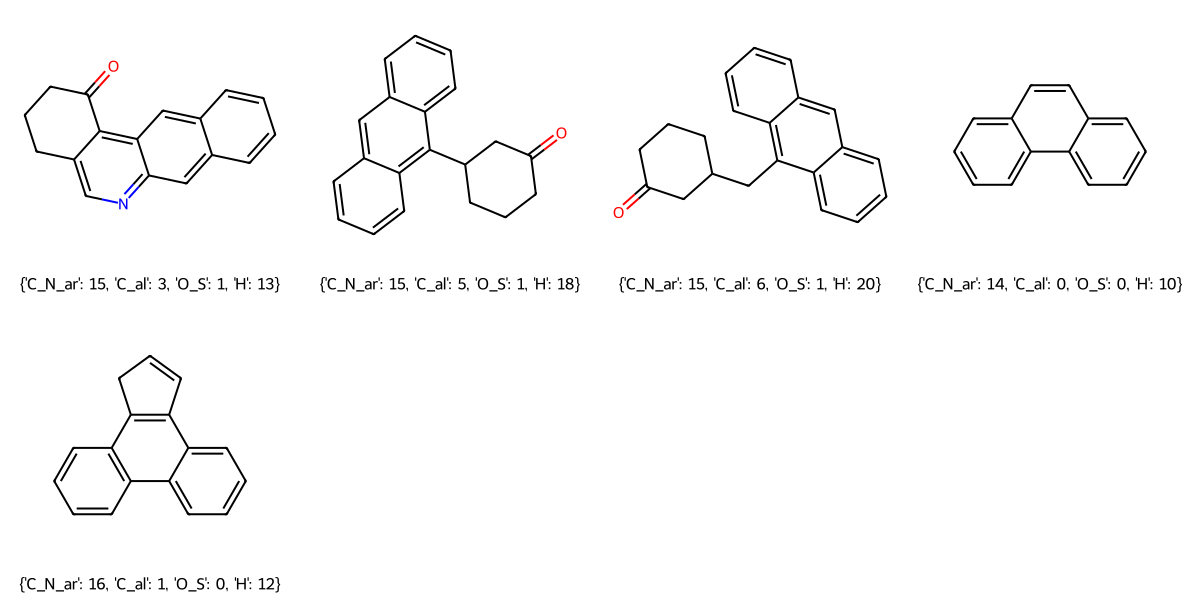 O
O
O
N
{'C_N_ar': 15, 'C_al': 3, 'O_S': 1, 'H': 13}
{'C_N_ar': 15, 'C_al': 5, 'O_S': 1, 'H': 18}
{'C_N_ar': 15, 'C_al': 6, 'O_S': 1, 'H': 20}
{'C_N_ar': 14, 'C_al': 0, 'O_S': 0, 'H': 10}
{'C_N_ar': 16, 'C_al': 1, 'O_S': 0, 'H': 12}